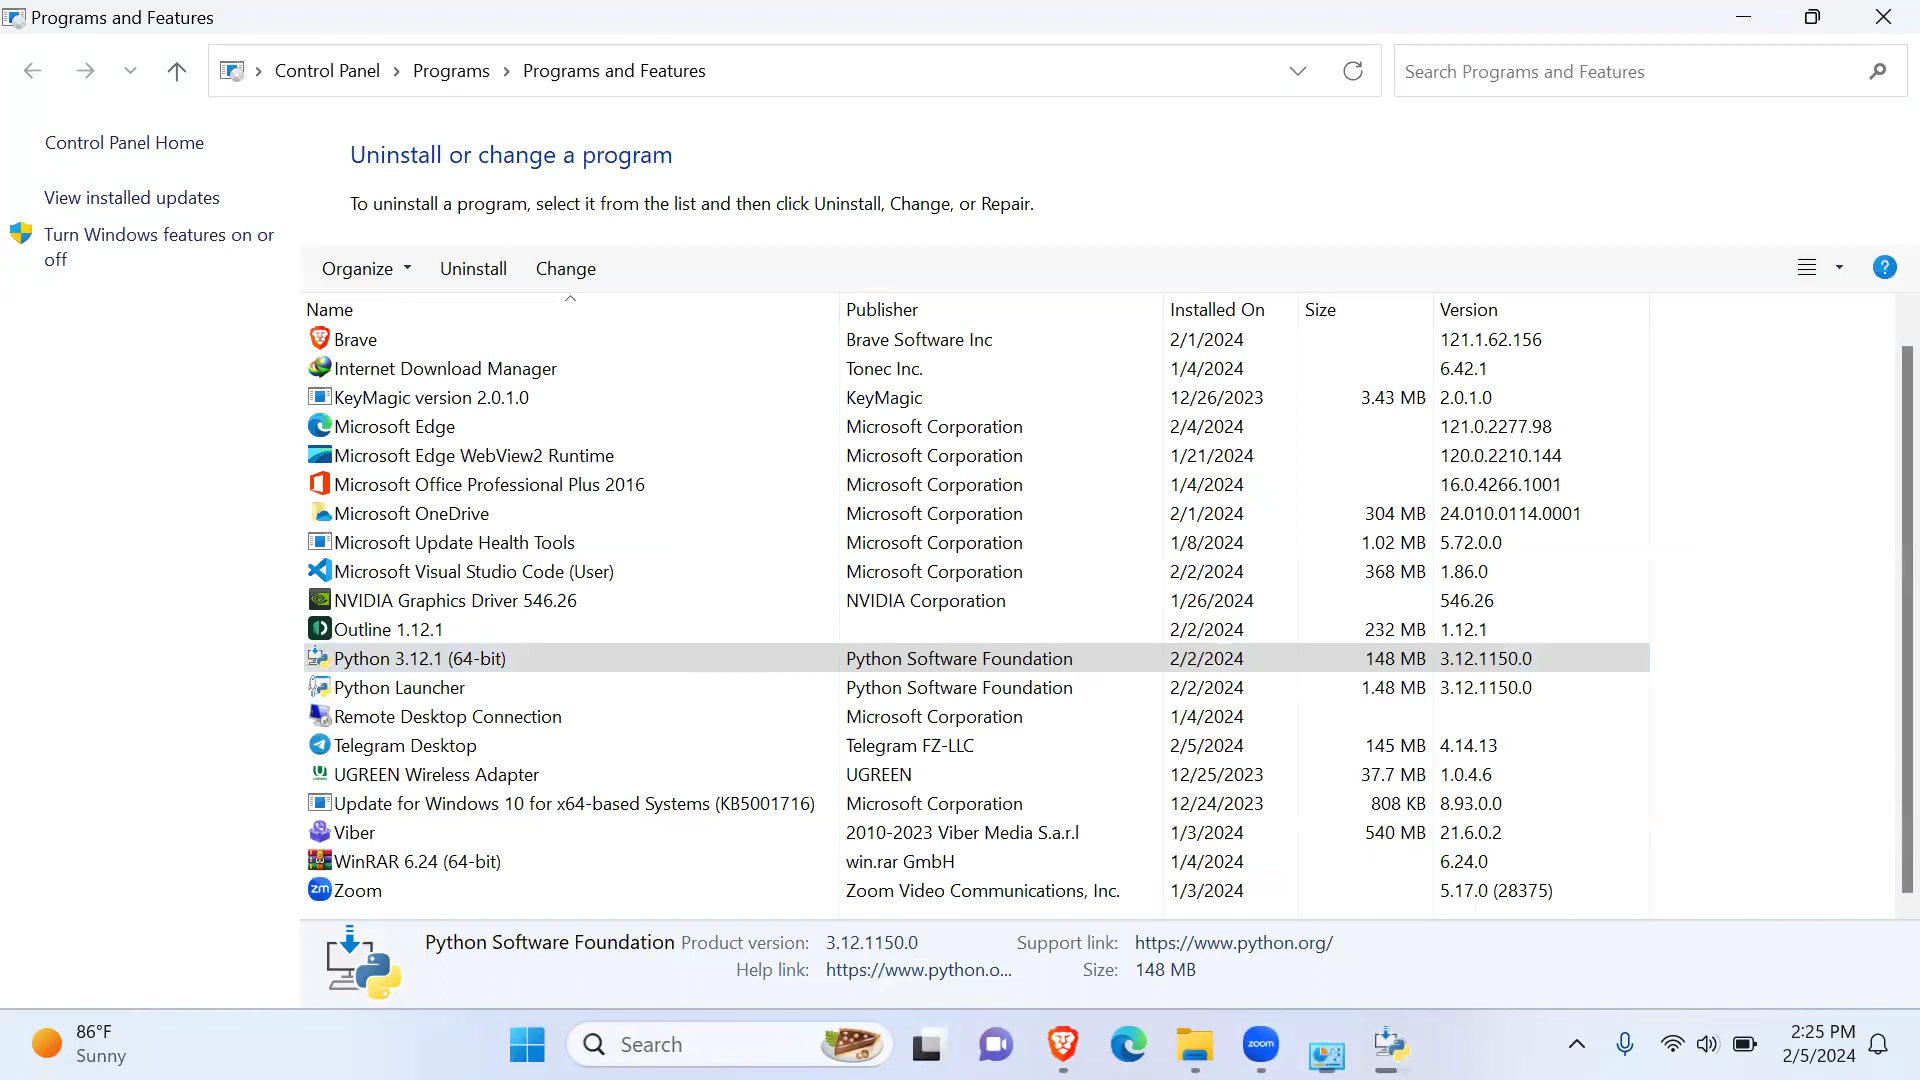 Programs and Features
Control Panel > Programs > Programs and Features
Search Programs and Features
Control Panel Home
View installed updates
Turn Windows features on or
off
Uninstall or change a program
To uninstall a program, select it from the list and then click Uninstall, Change, or Repair.
Organize Uninstall Change
?
Name Publisher Installed On Size Version
Brave Brave Software Inc 2/1/2024 121.1.62.156
Internet Download Manager Tonec Inc. 1/4/2024 6.42.1
KeyMagic version 2.0.1.0 KeyMagic 12/26/2023 3.43 MB 2.0.1.0
Microsoft Edge Microsoft Corporation 2/4/2024 121.0.2277.98
Microsoft Edge WebView2 Runtime Microsoft Corporation 1/21/2024 120.0.2210.144
Microsoft Office Professional Plus 2016 Microsoft Corporation 1/4/2024 16.0.4266.1001
Microsoft OneDrive Microsoft Corporation 2/1/2024 304 MB 24.010.0114.0001
Microsoft Update Health Tools Microsoft Corporation 1/8/2024 1.02 MB 5.72.0.0
Microsoft Visual Studio Code (User) Microsoft Corporation 2/2/2024 368 MB 1.86.0
NVIDIA Graphics Driver 546.26 NVIDIA Corporation 1/26/2024 546.26
Outline 1.12.1 2/2/2024 232 MB 1.12.1
Python 3.12.1 (64-bit) Python Software Foundation 2/2/2024 148 MB 3.12.1150.0
Python Launcher Python Software Foundation 2/2/2024 1.48 MB 3.12.1150.0
Remote Desktop Connection Microsoft Corporation 1/4/2024
Telegram Desktop Telegram FZ-LLC 2/5/2024 145 MB 4.14.13
UGREEN Wireless Adapter UGREEN 12/25/2023 37.7 MB 1.0.4.6
Update for Windows 10 for x64-based Systems (KB5001716) Microsoft Corporation 12/24/2023 808 KB 8.93.0.0
Viber 2010-2023 Viber Media S.a.r.l 1/3/2024 540 MB 21.6.0.2
WinRAR 6.24 (64-bit) win.rar GmbH 1/4/2024 6.24.0
zm Zoom Zoom Video Communications, Inc. 1/3/2024 5.17.0 (28375)
Python Software Foundation Product version: 3.12.1150.0 Support link: https://www.python.org/
Help link: https://www.python.o... Size: 148 MB
86°F
Sunny
Search
zoom
2:25 PM
2/5/2024